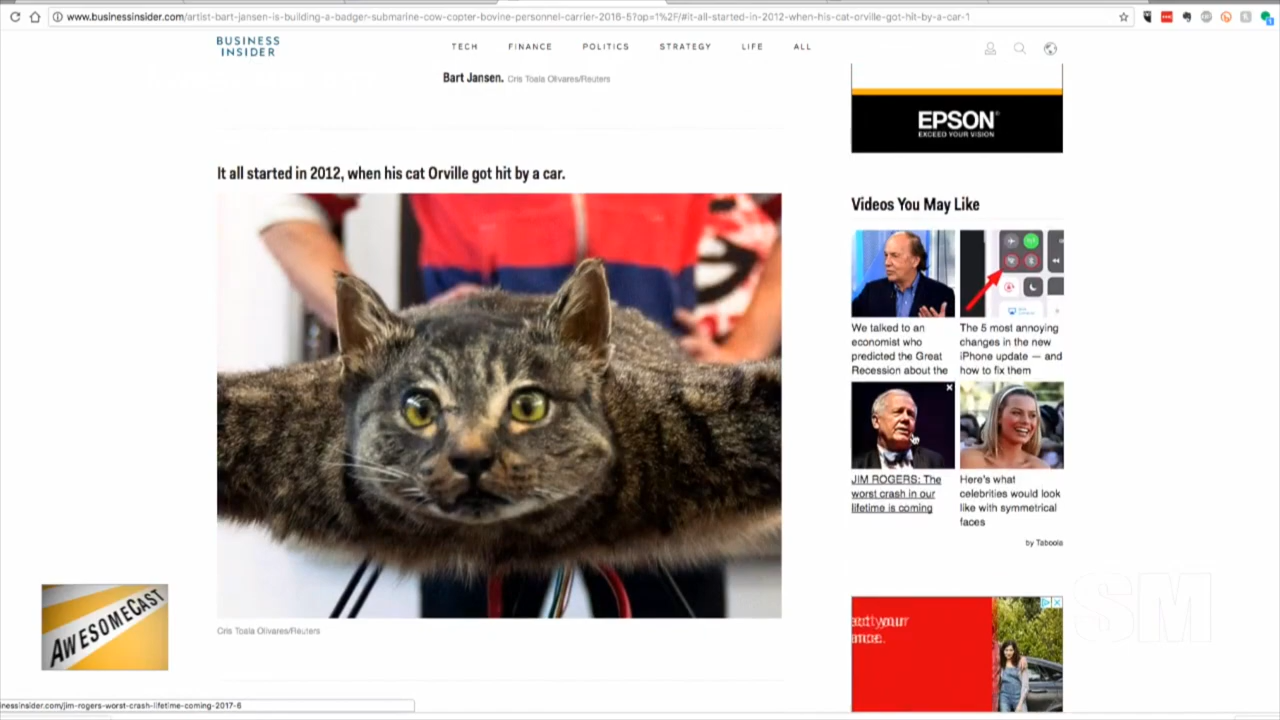 www.businessinsider.com/artist-bart-jansen-is-building-a-badger-submarine-cow-copter-bovine-personnel-carrier-2016-5?op=1%2F/#it-all-started-in-2012-when-his-cat-orville-got-hit-by-a-car-1
BUSINESS
INSIDER
TECH FINANCE POLITICS STRATEGY LIFE ALL
Bart Jansen. Cris Toala Olivares/Reuters
EPSON
EXCEED YOUR VISION
It all started in 2012, when his cat Orville got hit by a car.
Cris Toala Olivares/Reuters
Videos You May Like
We talked to an
economist who
predicted the Great
Recession about the
The 5 most annoying
changes in the new
iPhone update — and
how to fix them
JIM ROGERS: The
worst crash in our
lifetime is coming
Here's what
celebrities would look
like with symmetrical
faces
by Taboola
your
AWESOMECAST
SM
inessinsider.com/jim-rogers-worst-crash-lifetime-coming-2017-6